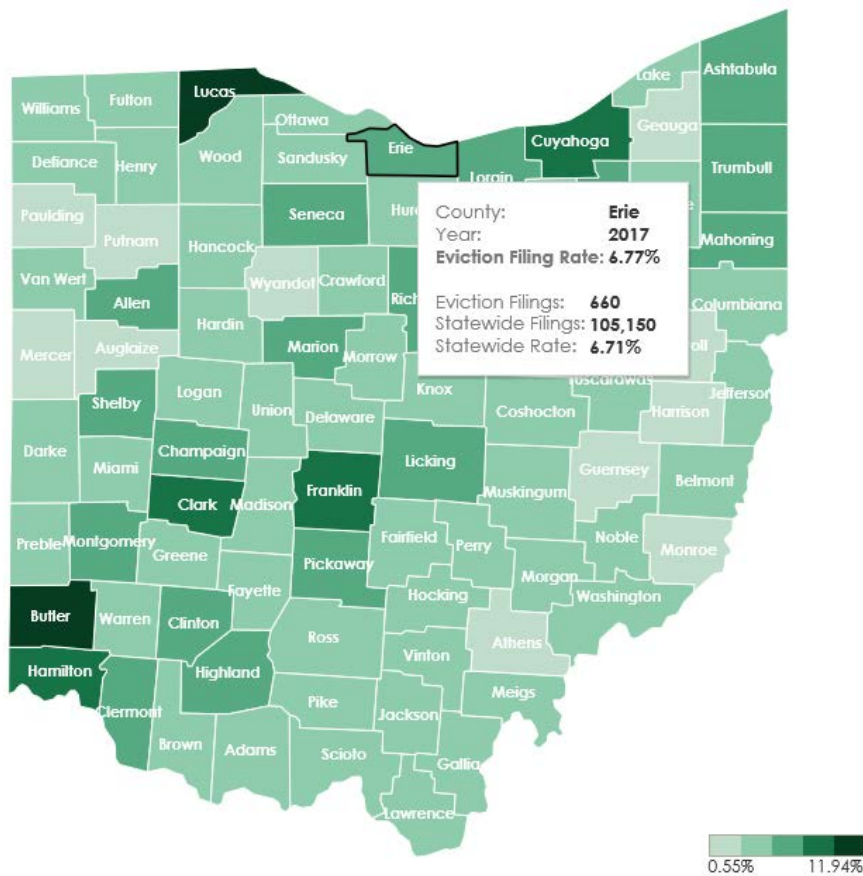 Ashtabula
Lake
Lucas
Fulton
Williams
Geauga
Ottawa
Cuyahoga
Erie
Wood
Sandusky
Defiance
Henry
Trumbull
Lorain
Seneca
Paulding
Putnam
Hancock
Mahoning
Van Wert
Wyandot
Crawford
Allen
Columbiana
Hardin
Marion
Morrow
Mercer
Auglaize
County: Erie
Year: 2017
Eviction Filing Rate: 6.77%
Eviction Filings: 660
Statewide Filings: 105,150
Statewide Rate: 6.71%
Knox
Tuscarawas
Jefferson
Logan
Shelby
Union
Delaware
Coshocton
Harrison
Darke
Champaign
Miami
Licking
Guernsey
Belmont
Franklin
Muskingum
Clark
Madison
Preble
Montgomery
Greene
Fairfield
Perry
Noble
Monroe
Pickaway
Morgan
Fayette
Hocking
Washington
Butler
Warren
Clinton
Ross
Athens
Hamilton
Highland
Vinton
Meigs
Clermont
Pike
Jackson
Brown
Adams
Scioto
Gallia
Lawrence
0.55% 11.94%